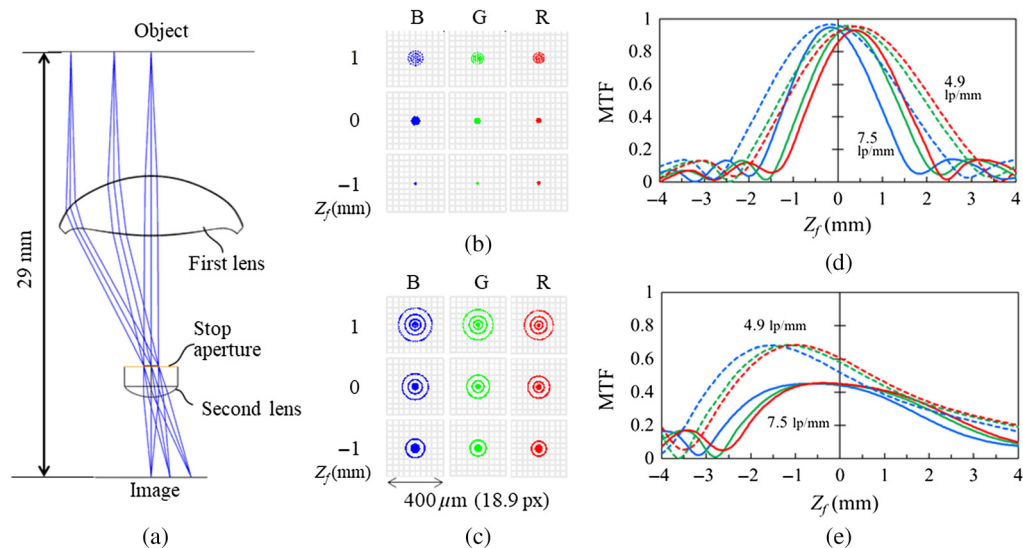 Object
29 mm
First lens
Stop
aperture
Second lens
Image
(a)
B G R
1
0
−1
Zf(mm)
(b)
B G R
1
0
−1
Zf(mm)
400 μm (18.9 px)
(c)
1
0.8
0.6
0.4
0.2
0
MTF
4.9
lp/mm
7.5
lp/mm
−4 −3 −2 −1 0 1 2 3 4
Zf (mm)
(d)
1
0.8
0.6
0.4
0.2
0
MTF
4.9 lp/mm
7.5 lp/mm
−4 −3 −2 −1 0 1 2 3 4
Zf (mm)
(e)